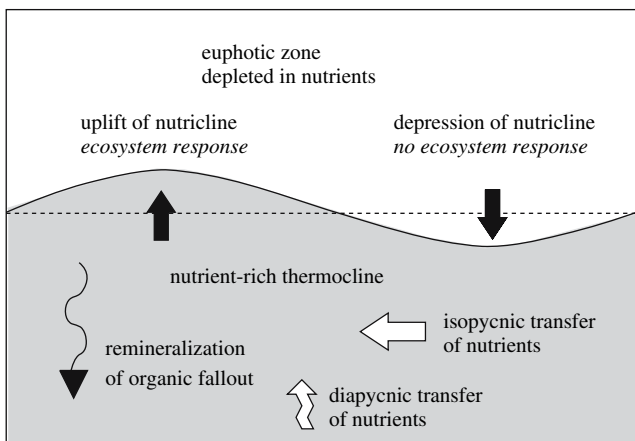 euphotic zone
depleted in nutrients
uplift of nutricline
ecosystem response
depression of nutricline
no ecosystem response
nutrient-rich thermocline
isopycnic transfer
of nutrients
remineralization
of organic fallout
diapycnic transfer
of nutrients